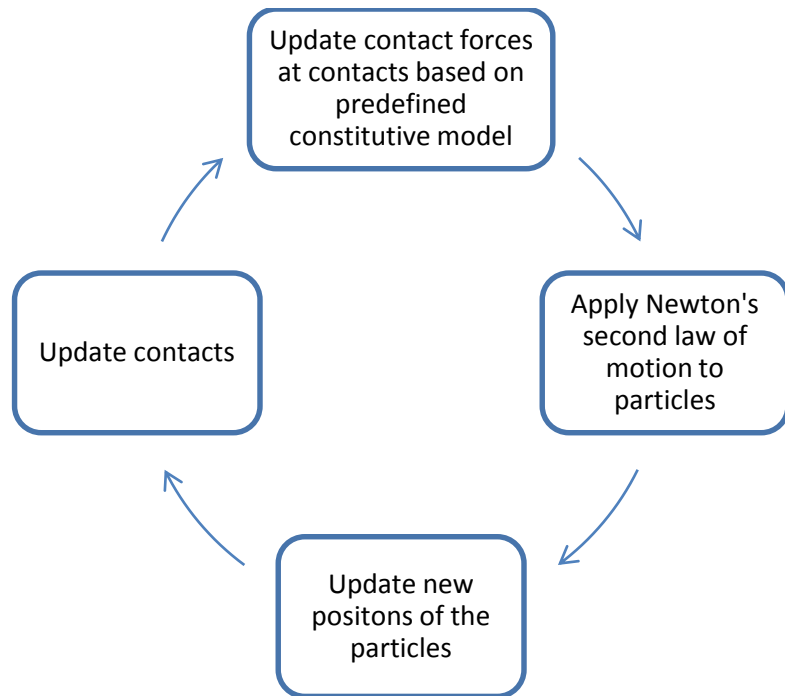 Update contact forces
at contacts based on
predefined
constitutive model
Apply Newton's
second law of
motion to
particles
Update new
positons of the
particles
Update contacts